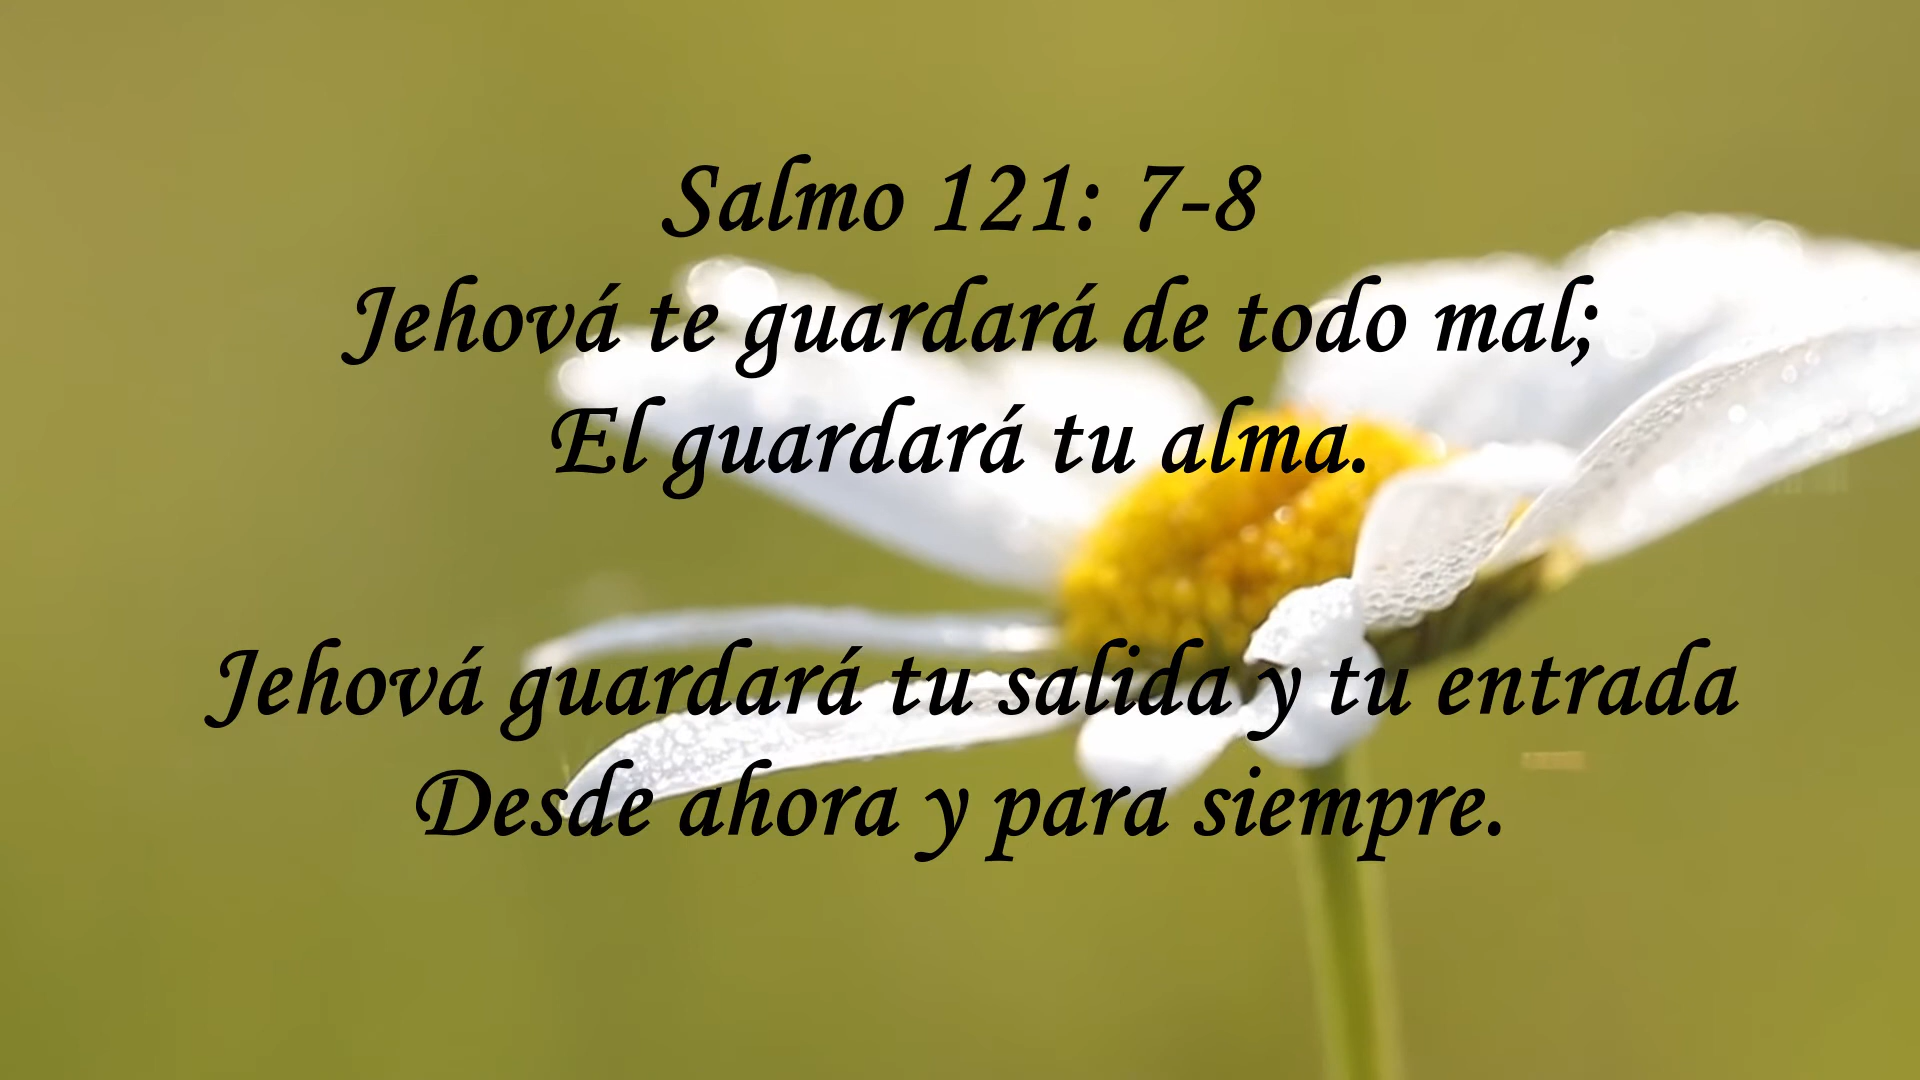 Salmo 121: 7-8
Jehová te guardará de todo mal;
El guardará tu alma.
Jehová guardará tu salida y tu entrada
Desde ahora y para siempre.